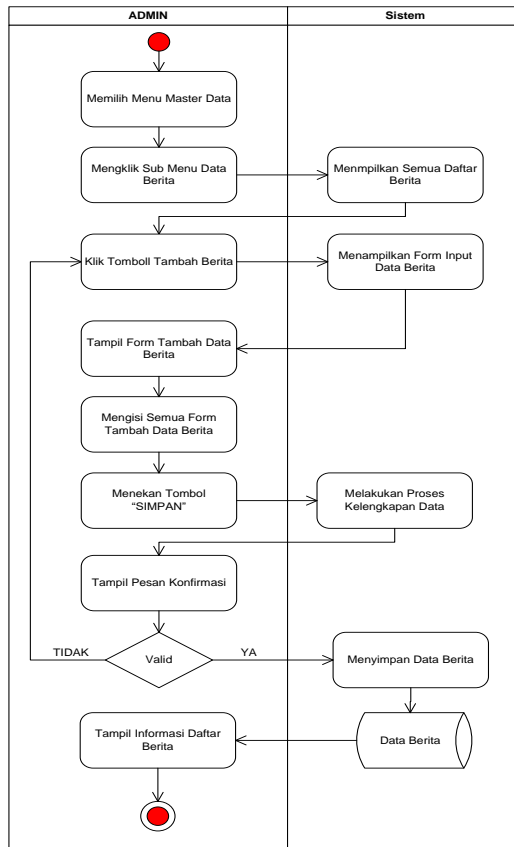 ADMIN
Sistem
Memilih Menu Master Data
Mengklik Sub Menu Data
Berita
Menmpilkan Semua Daftar
Berita
Klik Tomboll Tambah Berita
Menampilkan Form Input
Data Berita
Tampil Form Tambah Data
Berita
Mengisi Semua Form
Tambah Data Berita
Menekan Tombol
“SIMPAN”
Melakukan Proses
Kelengkapan Data
Tampil Pesan Konfirmasi
TIDAK
Valid
YA
Menyimpan Data Berita
Tampil Informasi Daftar
Berita
Data Berita